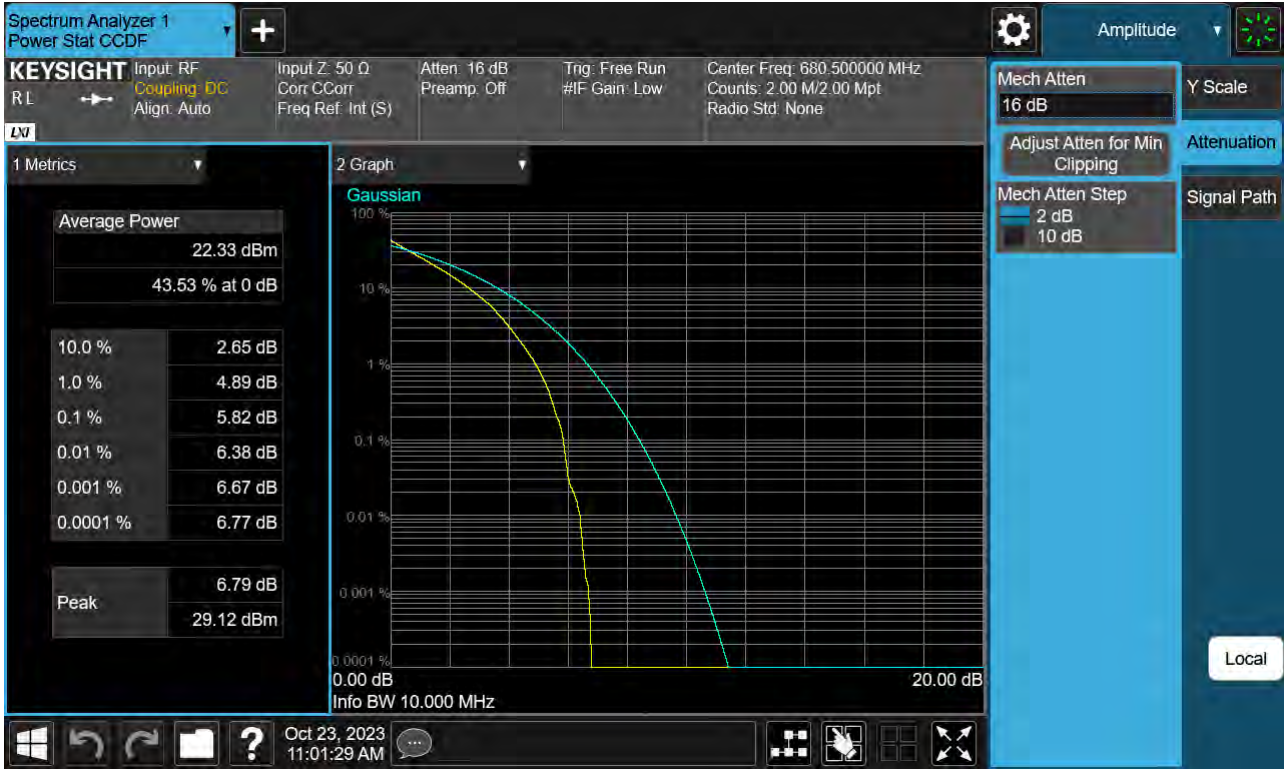 Spectrum Analyzer 1
Power Stat CCDF
+
Amplitude
KEYSIGHT
R L
LXI
Input: RF
Coupling: DC
Align: Auto
Input Z: 50 Ω
Corr CCorr
Freq Ref: Int (S)
Atten: 16 dB
Preamp: Off
Trig: Free Run
#IF Gain: Low
Center Freq: 680.500000 MHz
Counts: 2.00 M/2.00 Mpt
Radio Std: None
Mech Atten
16 dB
Adjust Atten for Min
Clipping
Mech Atten Step
2 dB
10 dB
Y Scale
Attenuation
Signal Path
Local
1 Metrics
Average Power
22.33 dBm
43.53 % at 0 dB
10.0 % 2.65 dB
1.0 % 4.89 dB
0.1 % 5.82 dB
0.01 % 6.38 dB
0.001 % 6.67 dB
0.0001 % 6.77 dB
Peak
6.79 dB
29.12 dBm
2 Graph
Gaussian
100 %
10 %
1 %
0.1 %
0.01 %
0.001 %
0.0001 %
0.00 dB 20.00 dB
Info BW 10.000 MHz
?
Oct 23, 2023
11:01:29 AM